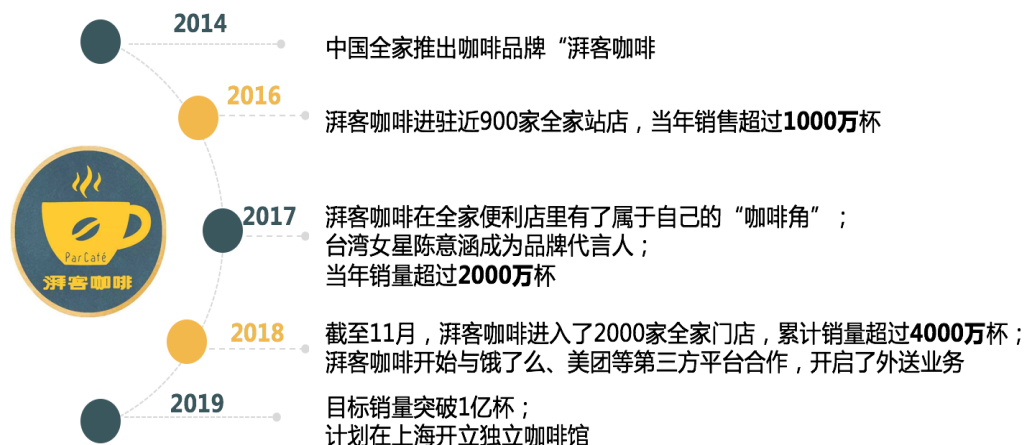 2014
中国全家推出咖啡品牌“湃客咖啡
2016
湃客咖啡进驻近900家全家站店，当年销售超过1000万杯
2017
湃客咖啡在全家便利店里有了属于自己的“咖啡角”；
台湾女星陈意涵成为品牌代言人；
当年销量超过2000万杯
ParCafé
湃客咖啡
2018
截至11月，湃客咖啡进入了2000家全家门店，累计销量超过4000万杯；
湃客咖啡开始与饿了么、美团等第三方平台合作，开启了外送业务
2019
目标销量突破1亿杯；
计划在上海开立独立咖啡馆